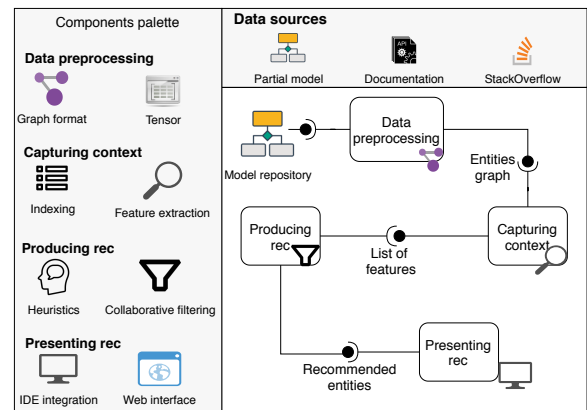 Components palette
Data preprocessing
Graph format
Tensor
Capturing context
Indexing
Feature extraction
Producing rec
Heuristics
Collaborative filtering
Presenting rec
IDE integration
Web interface
Data sources
Partial model
API
Documentation
StackOverflow
Model repository
Data
preprocessing
Entities
graph
Producing
rec
List of
features
Capturing
context
Recommended
entities
Presenting
rec